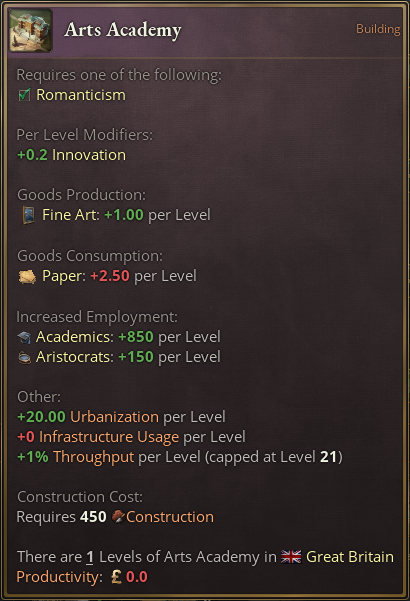 Arts Academy
Building
Requires one of the following:
Romanticism
Per Level Modifiers:
+0.2 Innovation
Goods Production:
Fine Art: +1.00 per Level
Goods Consumption:
Paper: +2.50 per Level
Increased Employment:
Academics: +850 per Level
Aristocrats: +150 per Level
Other:
+20.00 Urbanization per Level
+0 Infrastructure Usage per Level
+1% Throughput per Level (capped at Level 21)
Construction Cost:
Requires 450 Construction
There are 1 Levels of Arts Academy in Great Britain
Productivity: £ 0.0